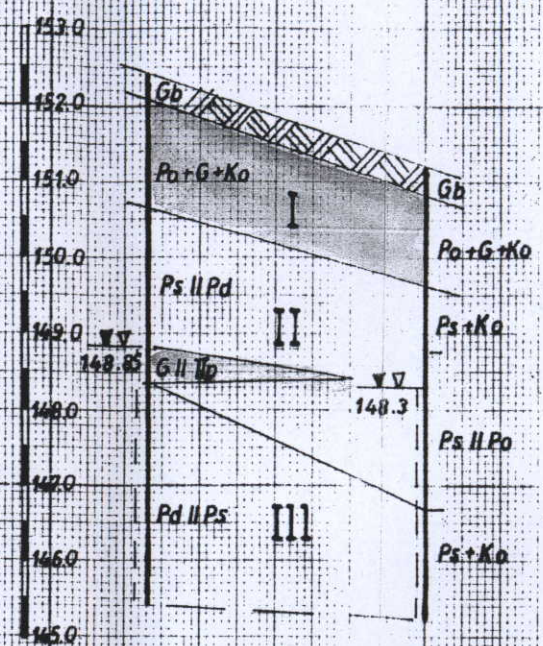 153.0
152.0
151.0
150.0
149.0
148.0
147.0
146.0
145.0
Gb
Po+G+Ko
I
Ps II Pd
II
148.85
G II Πp
Pd II Ps
III
148.3
Gb
Po+G+Ko
Ps+Ko
Ps II Po
Ps+Ko